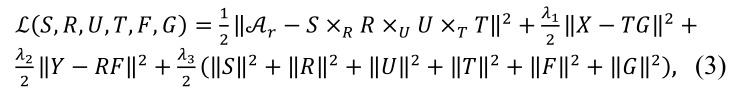 ℒ(S, R, U, T, F, G) = ½‖𝒜ᵣ − S ×_R R ×_U U ×_T T‖² + λ₁/2 ‖X − TG‖² +
λ₂/2 ‖Y − RF‖² + λ₃/2 (‖S‖² + ‖R‖² + ‖U‖² + ‖T‖² + ‖F‖² + ‖G‖²), (3)